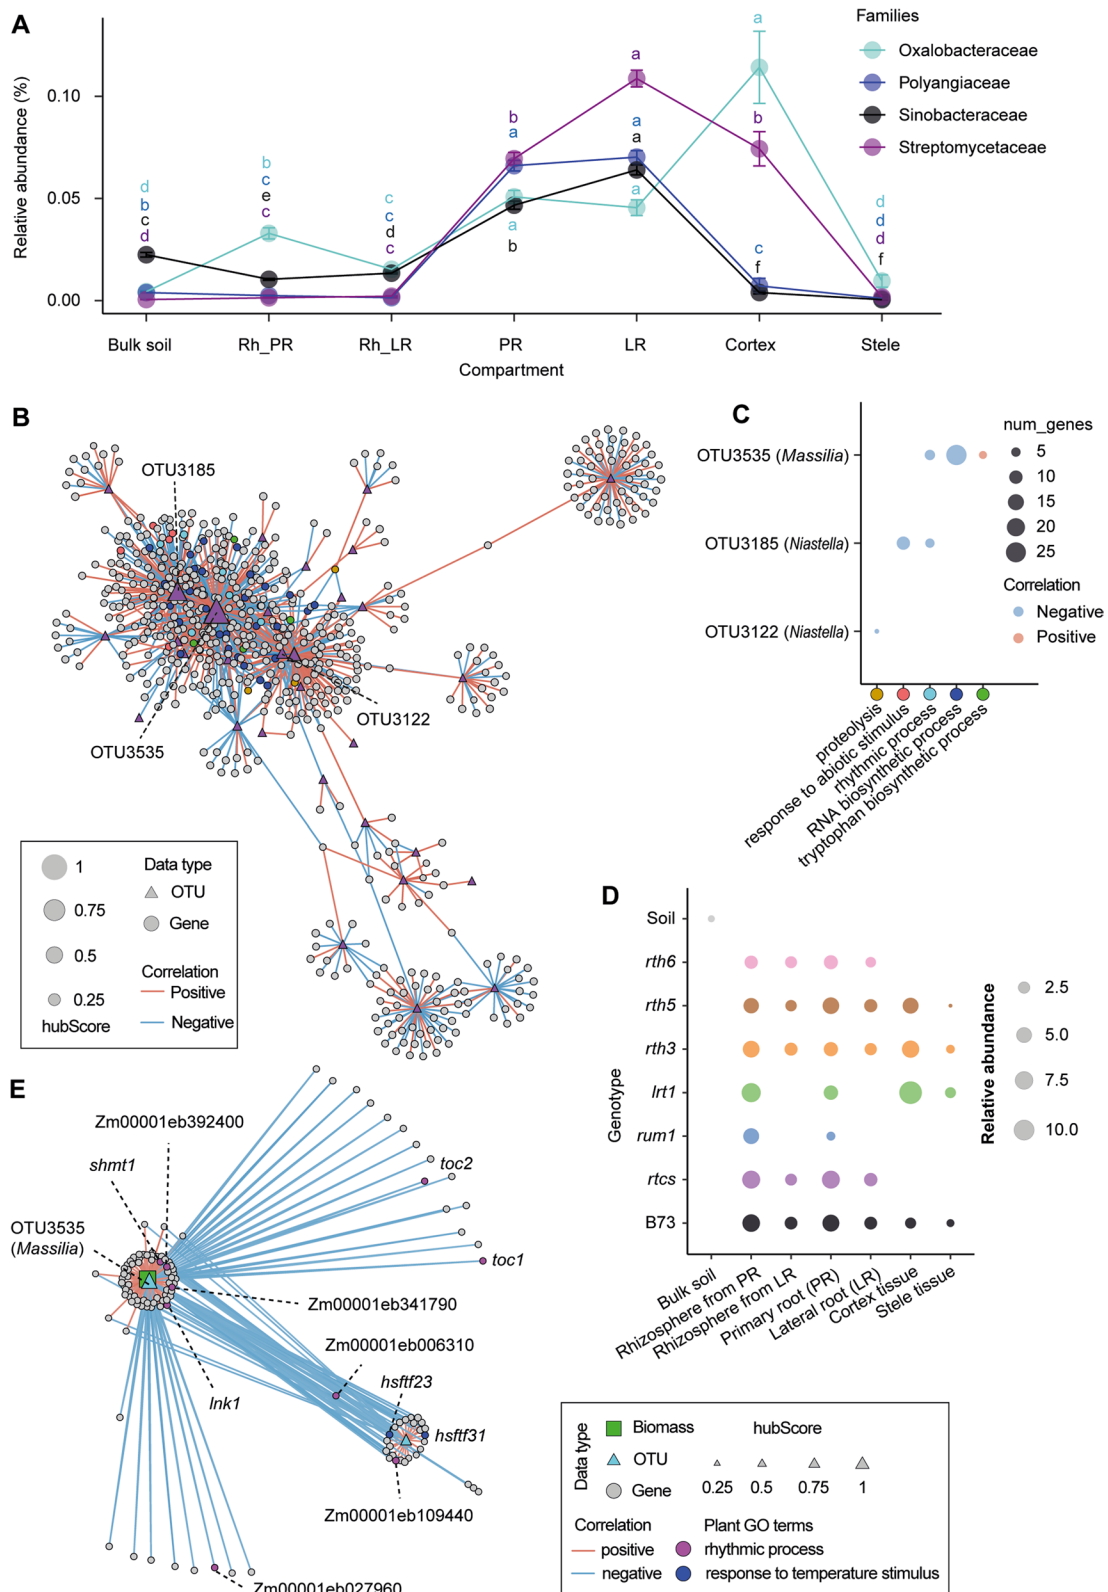 A
Families
Oxalobacteraceae
Polyangiaceae
Sinobacteraceae
Streptomycetaceae
Relative abundance (%)
0.10
0.05
0.00
d
b
c
d
b
c
e
c
c
c
d
c
b
a
a
b
a
a
a
a
a
b
c
f
d
d
d
f
Bulk soil
Rh_PR
Rh_LR
PR
LR
Cortex
Stele
Compartment
B
OTU3185
OTU3122
OTU3535
1
0.75
0.5
0.25
hubScore
Data type
OTU
Gene
Correlation
Positive
Negative
C
OTU3535 (Massilia)
OTU3185 (Niastella)
OTU3122 (Niastella)
proteolysis
response to abiotic stimulus
rhythmic process
RNA biosynthetic process
tryptophan biosynthetic process
num_genes
5
10
15
20
25
Correlation
Negative
Positive
D
Genotype
Soil
rth6
rth5
rth3
lrt1
rum1
rtcs
B73
Bulk soil
Rhizosphere from PR
Rhizosphere from LR
Primary root (PR)
Lateral root (LR)
Cortex tissue
Stele tissue
Relative abundance
2.5
5.0
7.5
10.0
E
Zm00001eb392400
shmt1
OTU3535
(Massilia)
toc2
toc1
Zm00001eb341790
Zm00001eb006310
lnk1
hsftf23
hsftf31
Zm00001eb109440
Zm00001eb027960
Data type
Biomass
OTU
Gene
hubScore
0.25
0.5
0.75
1
Correlation
positive
negative
Plant GO terms
rhythmic process
response to temperature stimulus